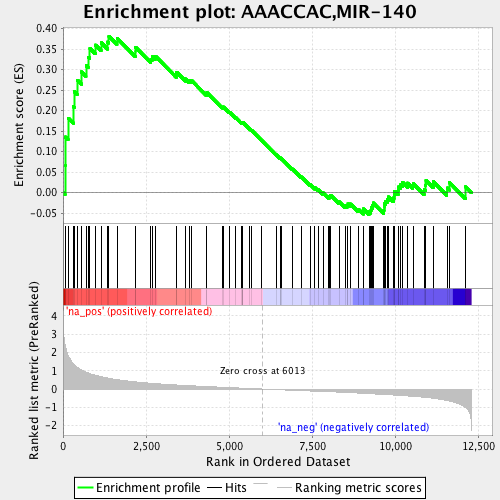 Enrichment plot: AAACCAC,MIR-140
Enrichment score (ES)
0.40
0.35
0.30
0.25
0.20
0.15
0.10
0.05
0.00
-0.05
'na_pos' (positively correlated)
Ranked list metric (PreRanked)
4
3
2
1
0
-1
-2
Zero cross at 6013
'na_neg' (negatively correlated)
0
2,500
5,000
7,500
10,000
12,500
Rank in Ordered Dataset
Enrichment profile
Hits
Ranking metric scores